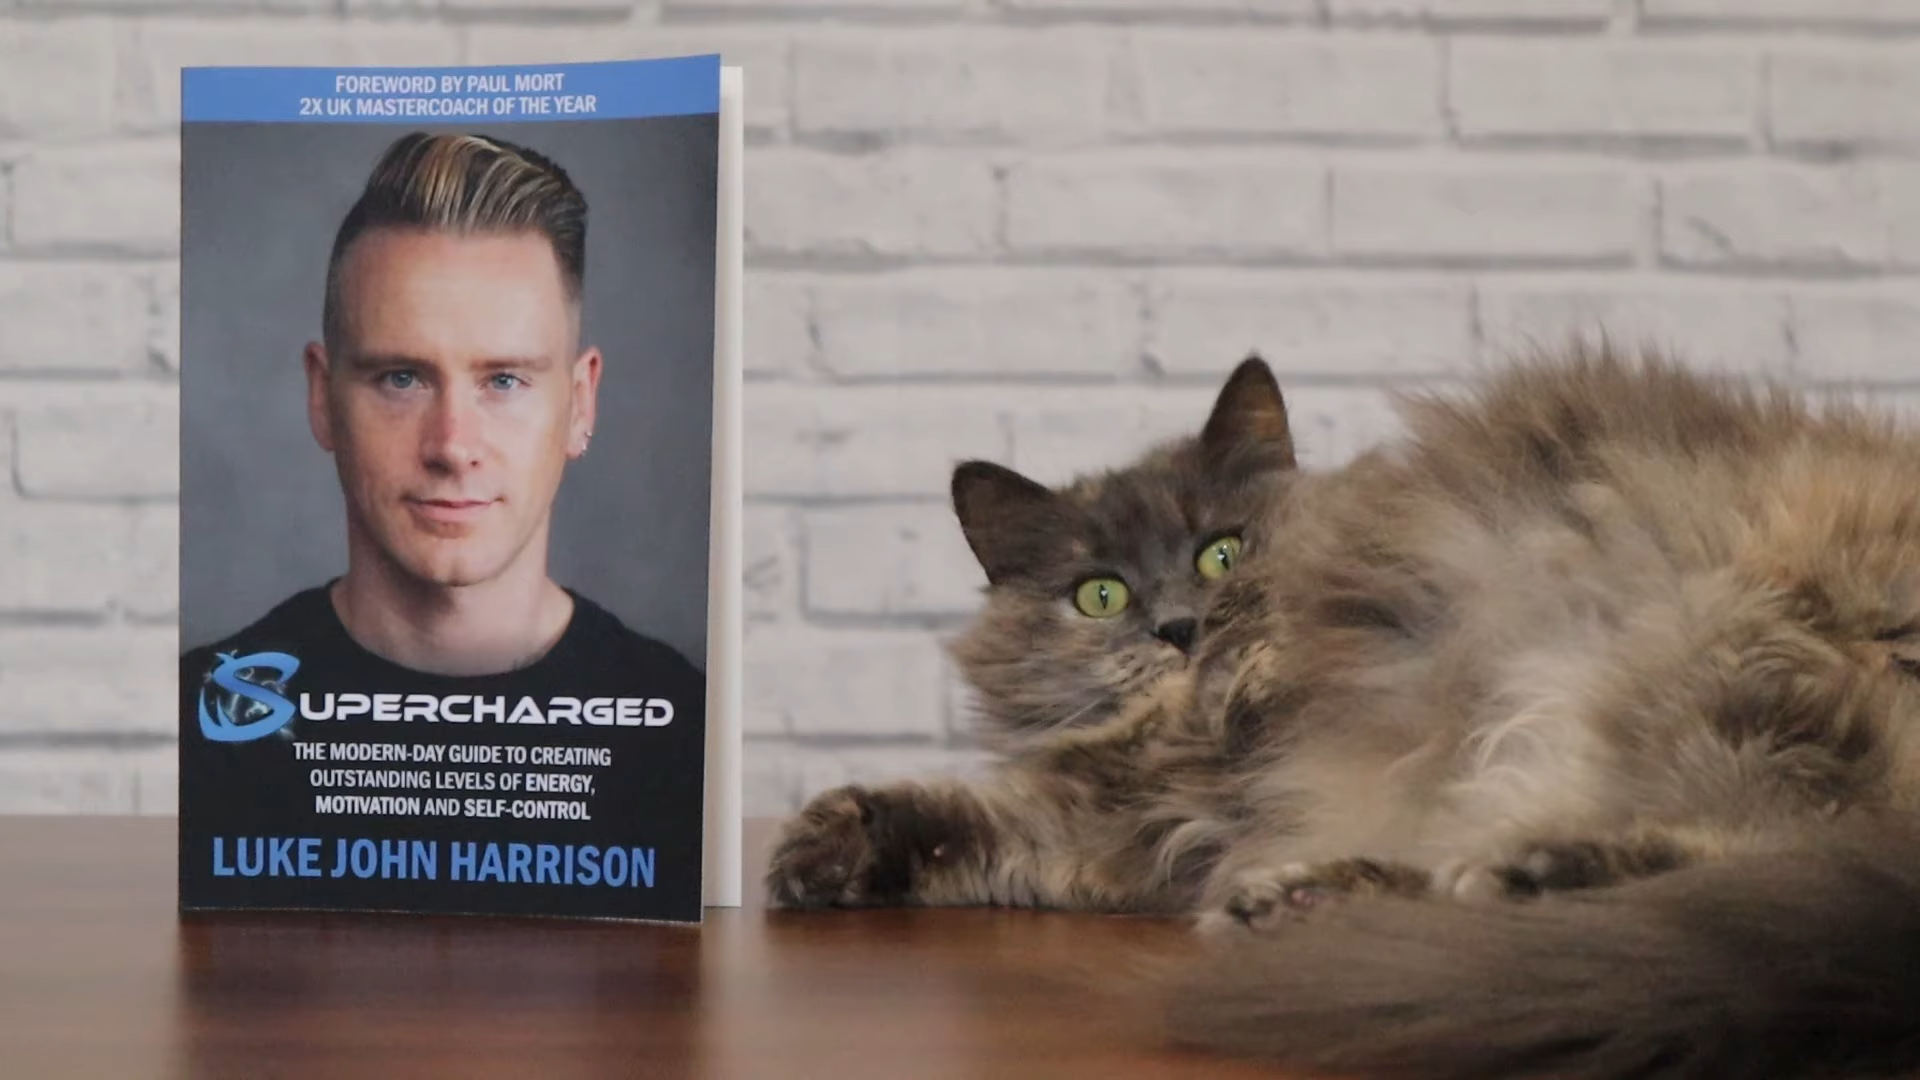 FOREWORD BY PAUL MORT
2X UK MASTERCOACH OF THE YEAR
SUPERCHARGED
THE MODERN-DAY GUIDE TO CREATING
OUTSTANDING LEVELS OF ENERGY,
MOTIVATION AND SELF-CONTROL
LUKE JOHN HARRISON